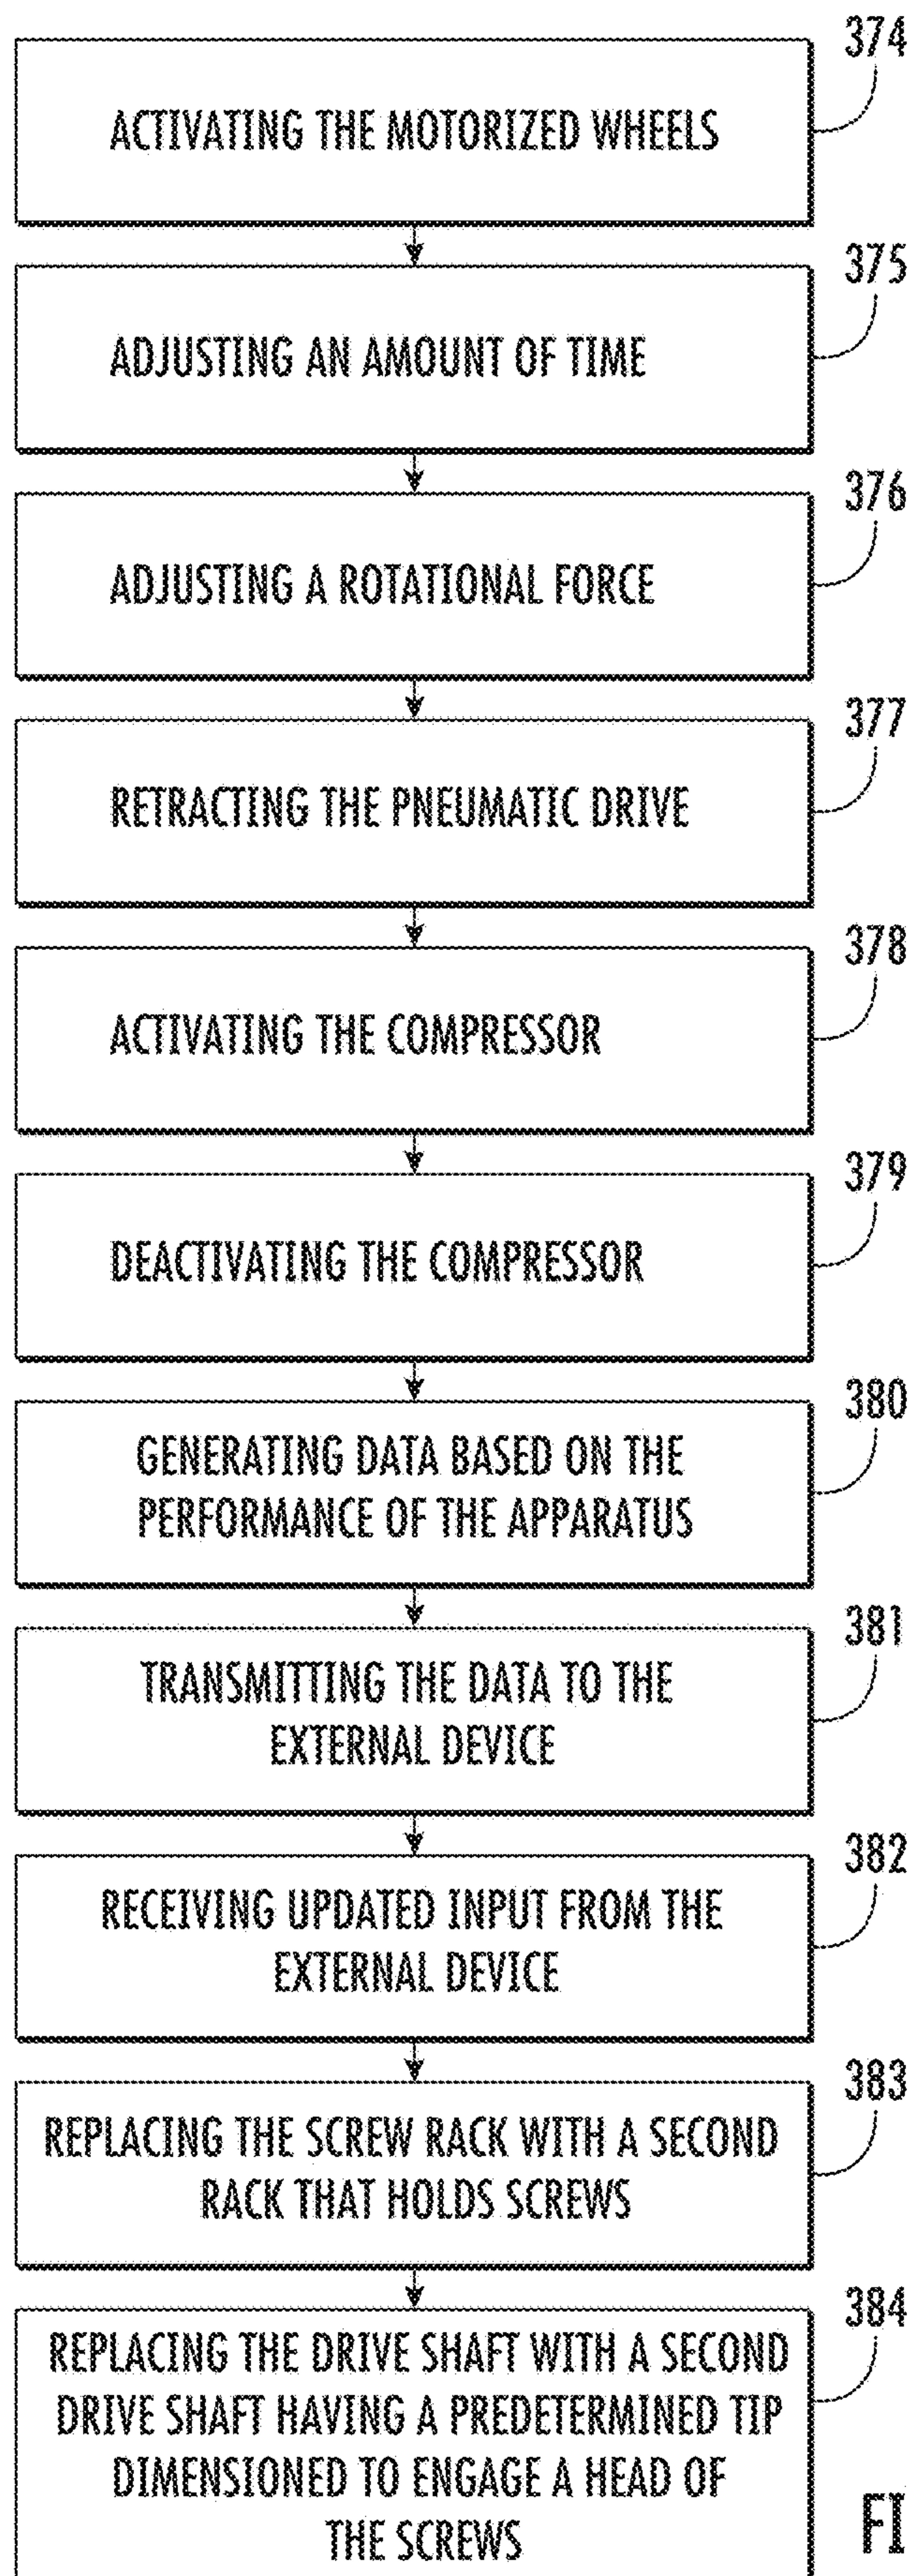 374
ACTIVATING THE MOTORIZED WHEELS
375
ADJUSTING AN AMOUNT OF TIME
376
ADJUSTING A ROTATIONAL FORCE
377
RETRACTING THE PNEUMATIC DRIVE
378
ACTIVATING THE COMPRESSOR
379
DEACTIVATING THE COMPRESSOR
380
GENERATING DATA BASED ON THE
PERFORMANCE OF THE APPARATUS
381
TRANSMITTING THE DATA TO THE
EXTERNAL DEVICE
382
RECEIVING UPDATED INPUT FROM THE
EXTERNAL DEVICE
383
REPLACING THE SCREW RACK WITH A SECOND
RACK THAT HOLDS SCREWS
384
REPLACING THE DRIVE SHAFT WITH A SECOND
DRIVE SHAFT HAVING A PREDETERMINED TIP
DIMENSIONED TO ENGAGE A HEAD OF
THE SCREWS
FI